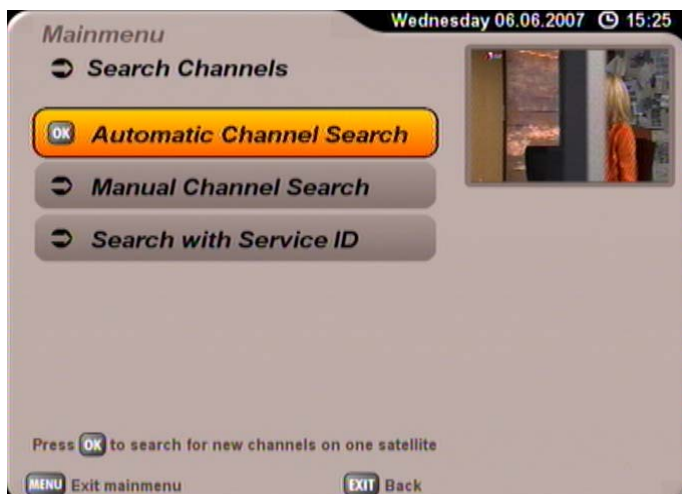 Wednesday 06.06.2007 15:25
Mainmenu
Search Channels
OK Automatic Channel Search
Manual Channel Search
Search with Service ID
Press OK to search for new channels on one satellite
MENU Exit mainmenu EXIT Back